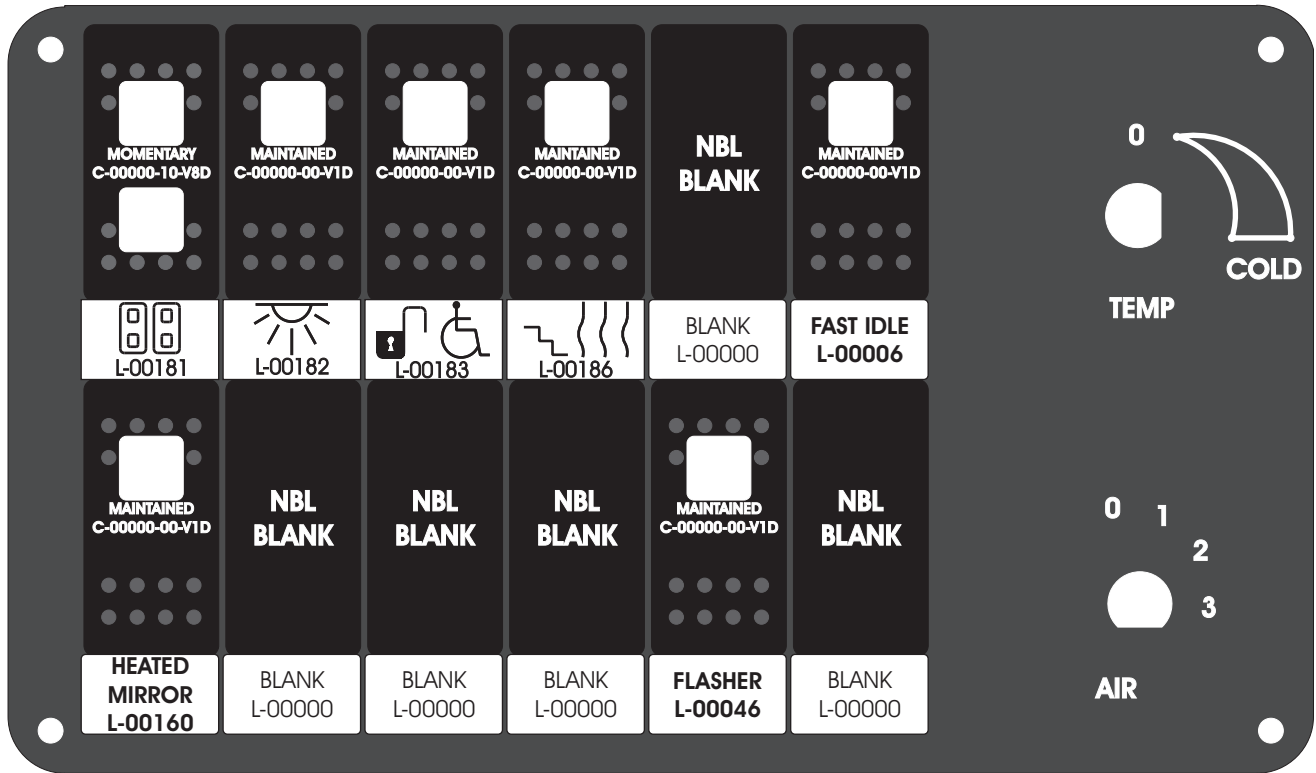 MOMENTARY
C-00000-10-V8D
MAINTAINED
C-00000-00-V1D
MAINTAINED
C-00000-00-V1D
MAINTAINED
C-00000-00-V1D
NBL
BLANK
MAINTAINED
C-00000-00-V1D
L-00181
L-00182
L-00183
L-00186
BLANK
L-00000
FAST IDLE
L-00006
0
COLD
TEMP
MAINTAINED
C-00000-00-V1D
NBL
BLANK
NBL
BLANK
NBL
BLANK
MAINTAINED
C-00000-00-V1D
NBL
BLANK
HEATED
MIRROR
L-00160
BLANK
L-00000
BLANK
L-00000
BLANK
L-00000
FLASHER
L-00046
BLANK
L-00000
0
1
2
3
AIR